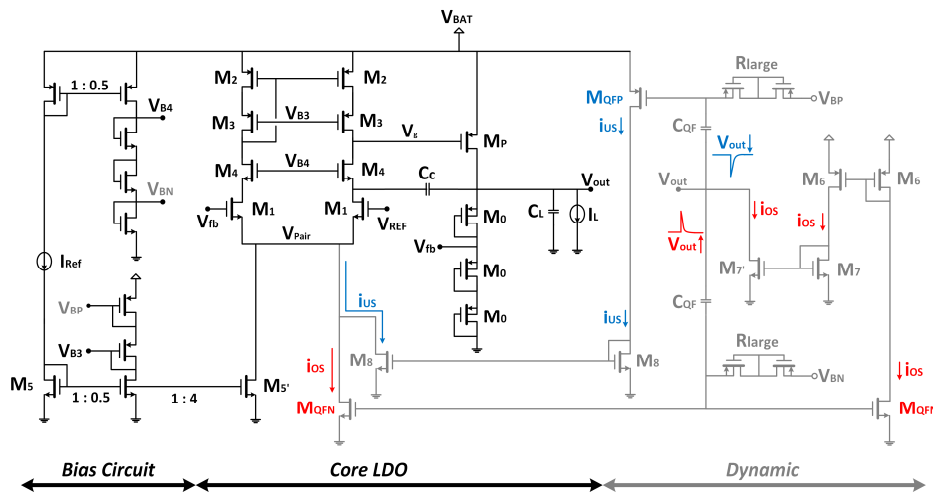 VBAT
1 : 0.5
VB4
VBN
IRef
VBP
VB3
M5
1 : 0.5
1 : 4
M5'
M2
M2
M3
VB3
M3
M4
VB4
M4
Vfb
M1
M1
VREF
VPair
Vg
MP
CC
Vout
CL
IL
M0
Vfb
M0
M0
iUS
iOS
M8
MQFN
MQFP
iUS
iUS
M8
Rlarge
VBP
CQF
Vout
Vout
Vout
iOS
iOS
M6
M6
M7'
M7
CQF
Rlarge
VBN
iOS
MQFN
Bias Circuit
Core LDO
Dynamic